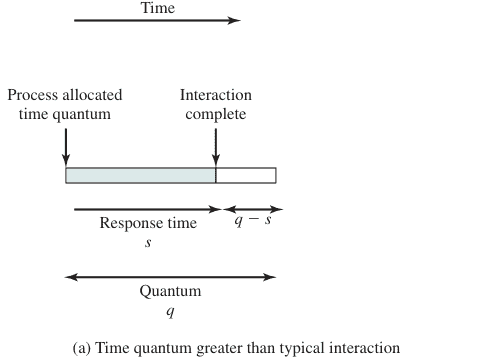 Time
Process allocated
time quantum
Interaction
complete
Response time
s
q − s
Quantum
q
(a) Time quantum greater than typical interaction